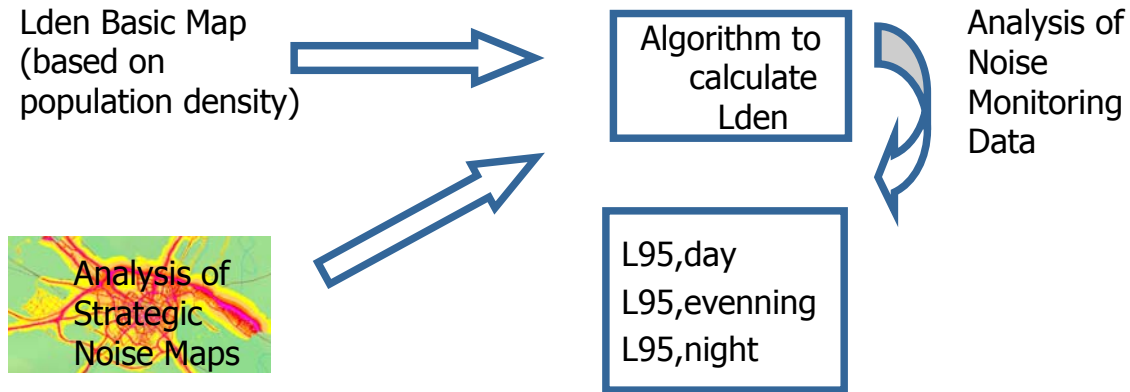 Lden Basic Map
(based on
population density)
Algorithm to
calculate
Lden
Analysis of
Noise
Monitoring
Data
Analysis of
Strategic
Noise Maps
L95,day
L95,evenning
L95,night